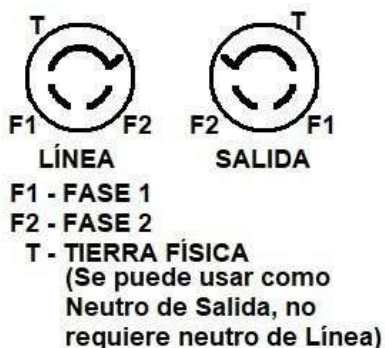 T T
F1 F2 F2 F1
LÍNEA SALIDA
F1 - FASE 1
F2 - FASE 2
T - TIERRA FÍSICA
(Se puede usar como
Neutro de Salida, no
requiere neutro de Línea)